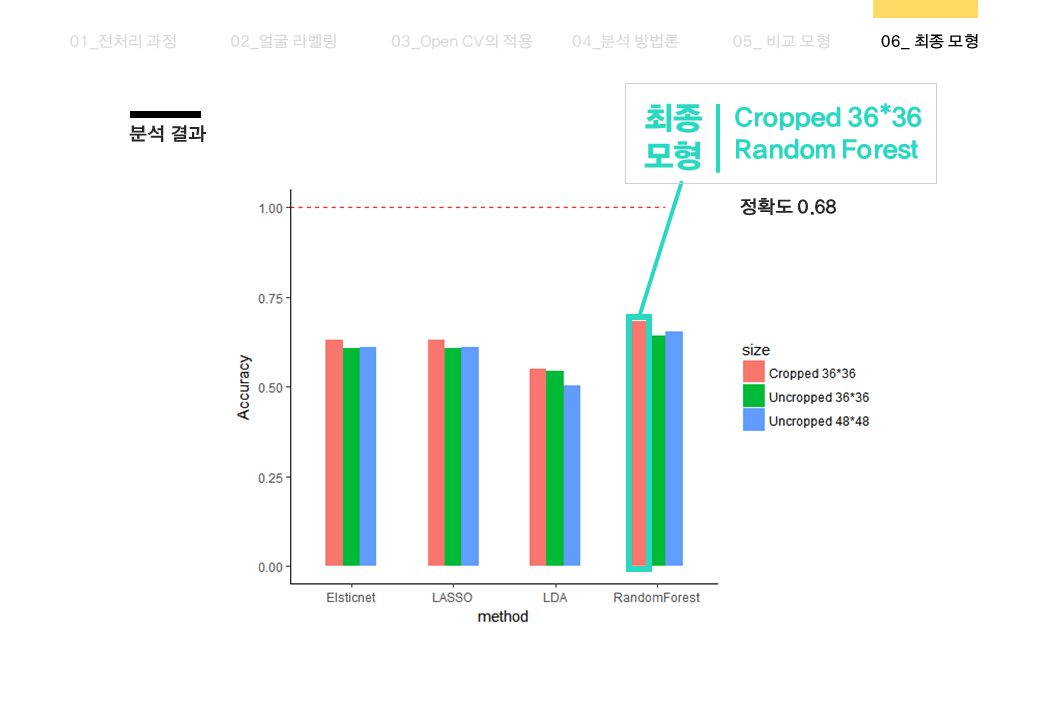 01_전처리 과정
02_얼굴 라벨링
03_Open CV의 적용
04_분석 방법론
05_ 비교 모형
06_ 최종 모형
분석 결과
최종
모형
Cropped 36*36
Random Forest
정확도 0.68
1.00
0.75
0.50
0.25
0.00
Accuracy
Elsticnet
LASSO
LDA
RandomForest
method
size
Cropped 36*36
Uncropped 36*36
Uncropped 48*48